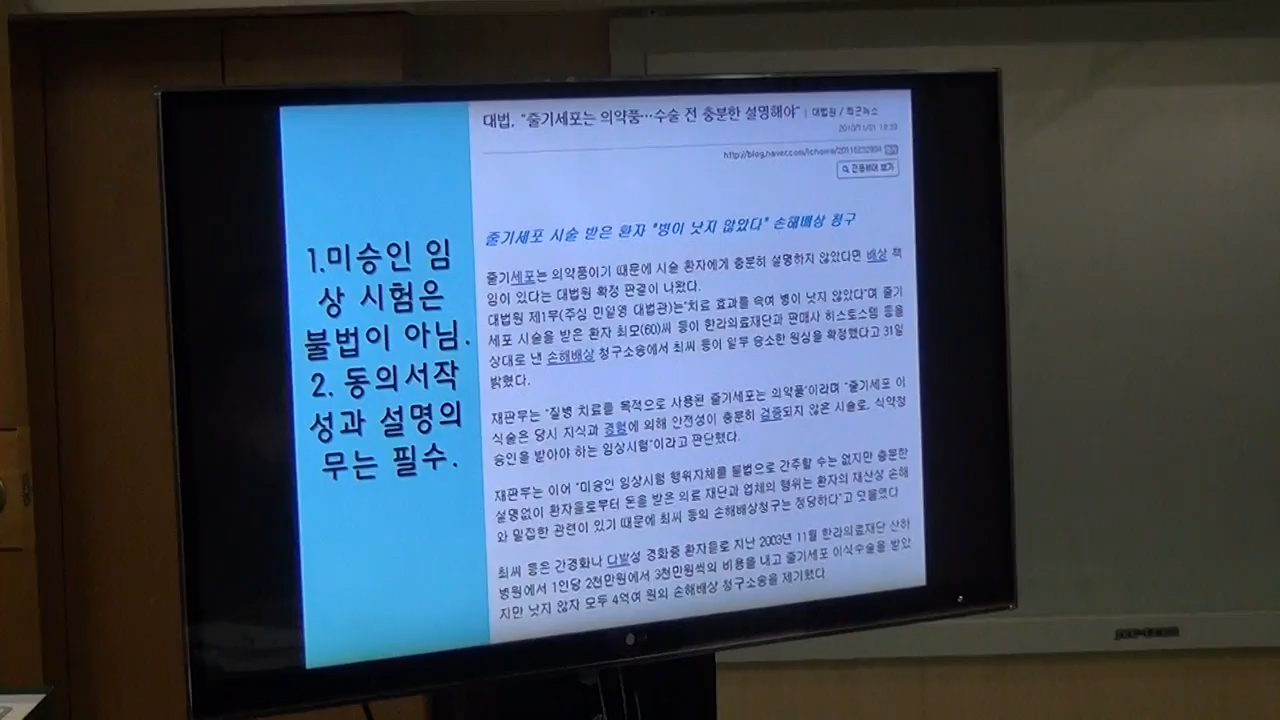 1.미승인 임
상 시험은
불법이 아님.
2. 동의서작
성과 설명의
무는 필수.
대법, "줄기세포는 의약품…수술 전 충분한 설명해야" | 대법원 / 최근뉴스
2010/11/01
전용뷰어 보기
줄기세포 시술 받은 환자 "병이 낫지 않았다" 손해배상 청구
줄기세포는 의약품이기 때문에 시술 환자에게 충분히 설명하지 않았다면 배상 책
임이 있다는 대법원 확정 판결이 나왔다.
대법원 제1부(주심 민일영 대법관)는"치료 효과를 속여 병이 낫지 않았다"며 줄기
세포 시술을 받은 환자 최모(60)씨 등이 한라의료재단과 판매사 히스토스템 등을
상대로 낸 손해배상 청구소송에서 최씨 등이 일부 승소한 원심을 확정했다고 31일
밝혔다.
재판부는 "질병 치료를 목적으로 사용된 줄기세포는 의약품"이라며 "줄기세포 이
식술은 당시 지식과 경험에 의해 안전성이 충분히 검증되지 않은 시술로, 식약청
승인을 받아야 하는 임상시험"이라고 판단했다.
재판부는 이어 "미승인 임상시험 행위자체를 불법으로 간주할 수는 없지만 충분한
설명없이 환자들로부터 돈을 받은 의료 재단과 업체의 행위는 환자의 재산상 손해
와 밀접한 관련이 있기 때문에 최씨 등의 손해배상청구는 정당하다"고 덧붙였다
최씨 등은 간경화나 다발성 경화증 환자들로 지난 2003년 11월 한라의료재단 산하
병원에서 1인당 2천만원에서 3천만원씩의 비용을 내고 줄기세포 이식수술을 받았
지만 낫지 않자 모두 4억여 원의 손해배상 청구소송을 제기했다
LG